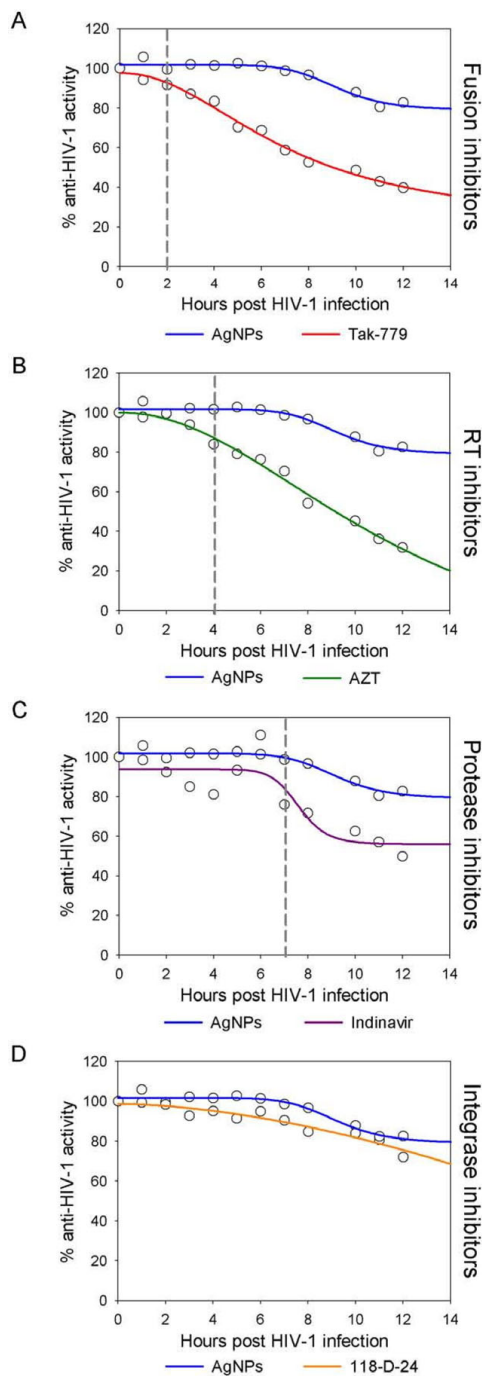 A
120
100
80
60
40
20
0
% anti-HIV-1 activity
0 2 4 6 8 10 12 14
Hours post HIV-1 infection
AgNPs Tak-779
Fusion inhibitors
B
120
100
80
60
40
20
0
% anti-HIV-1 activity
0 2 4 6 8 10 12 14
Hours post HIV-1 infection
AgNPs AZT
RT inhibitors
C
120
100
80
60
40
20
0
% anti-HIV-1 activity
0 2 4 6 8 10 12 14
Hours post HIV-1 infection
AgNPs Indinavir
Protease inhibitors
D
120
100
80
60
40
20
0
% anti-HIV-1 activity
0 2 4 6 8 10 12 14
Hours post HIV-1 infection
AgNPs 118-D-24
Integrase inhibitors